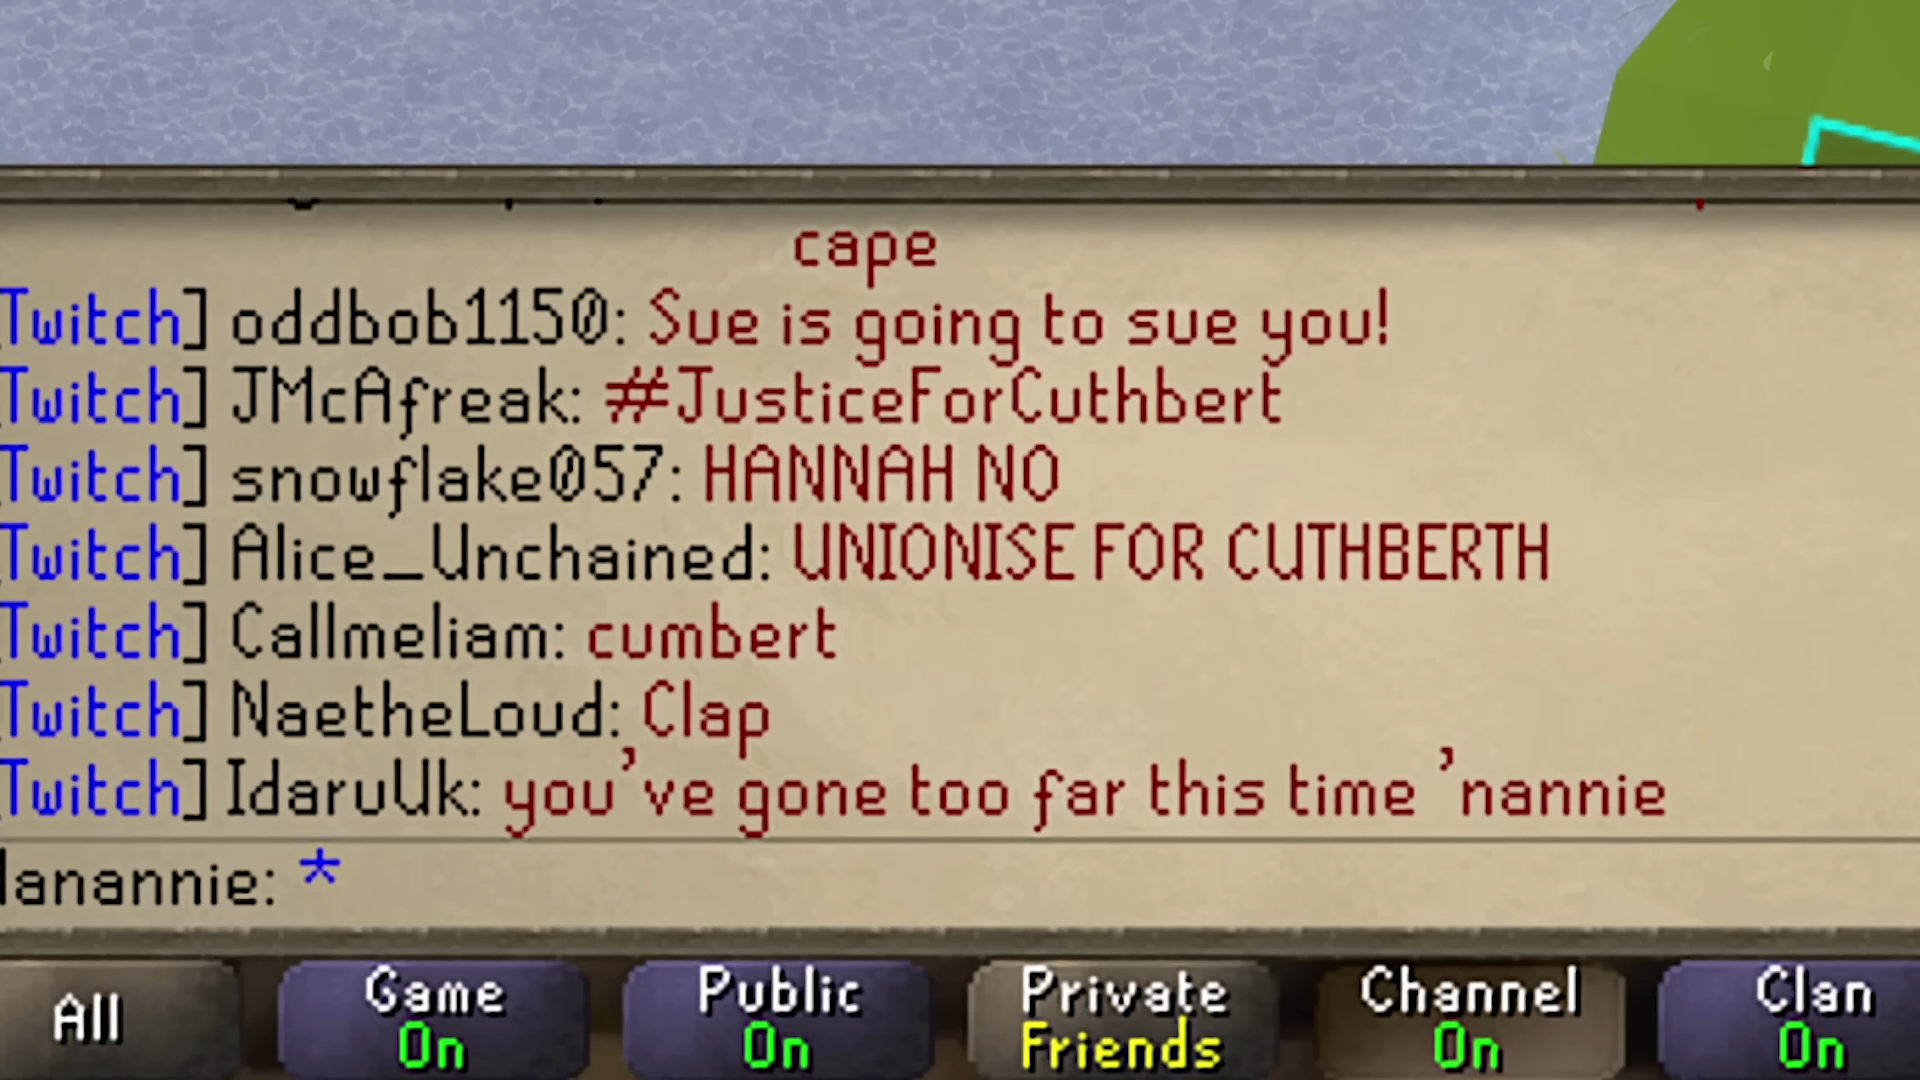 cape
Twitch] oddbob1150: Sue is going to sue you!
Twitch] JMcAfreak: #JusticeForCuthbert
Twitch] snowflake057: HANNAH NO
Twitch] Alice_Unchained: UNIONISE FOR CUTHBERTH
Twitch] Callmeliam: cumbert
Twitch] NaetheLoud: Clap
Twitch] IdaruUk: you've gone too far this time 'nannie
anannie: *
All
Game Public Private Channel Clan
On On Friends On On